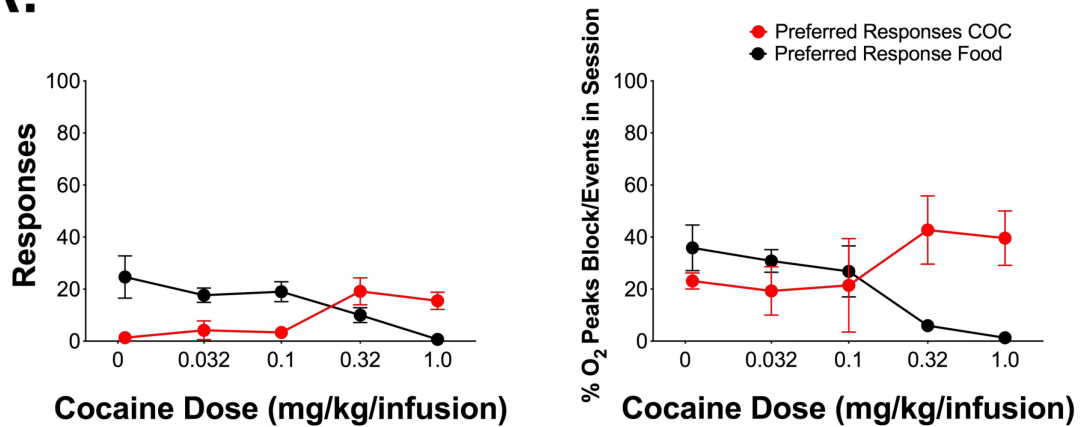 A.
Preferred Responses COC
Preferred Response Food
Responses
100
80
60
40
20
0
0 0.032 0.1 0.32 1.0
Cocaine Dose (mg/kg/infusion)
% O2 Peaks Block/Events in Session
100
80
60
40
20
0
0 0.032 0.1 0.32 1.0
Cocaine Dose (mg/kg/infusion)